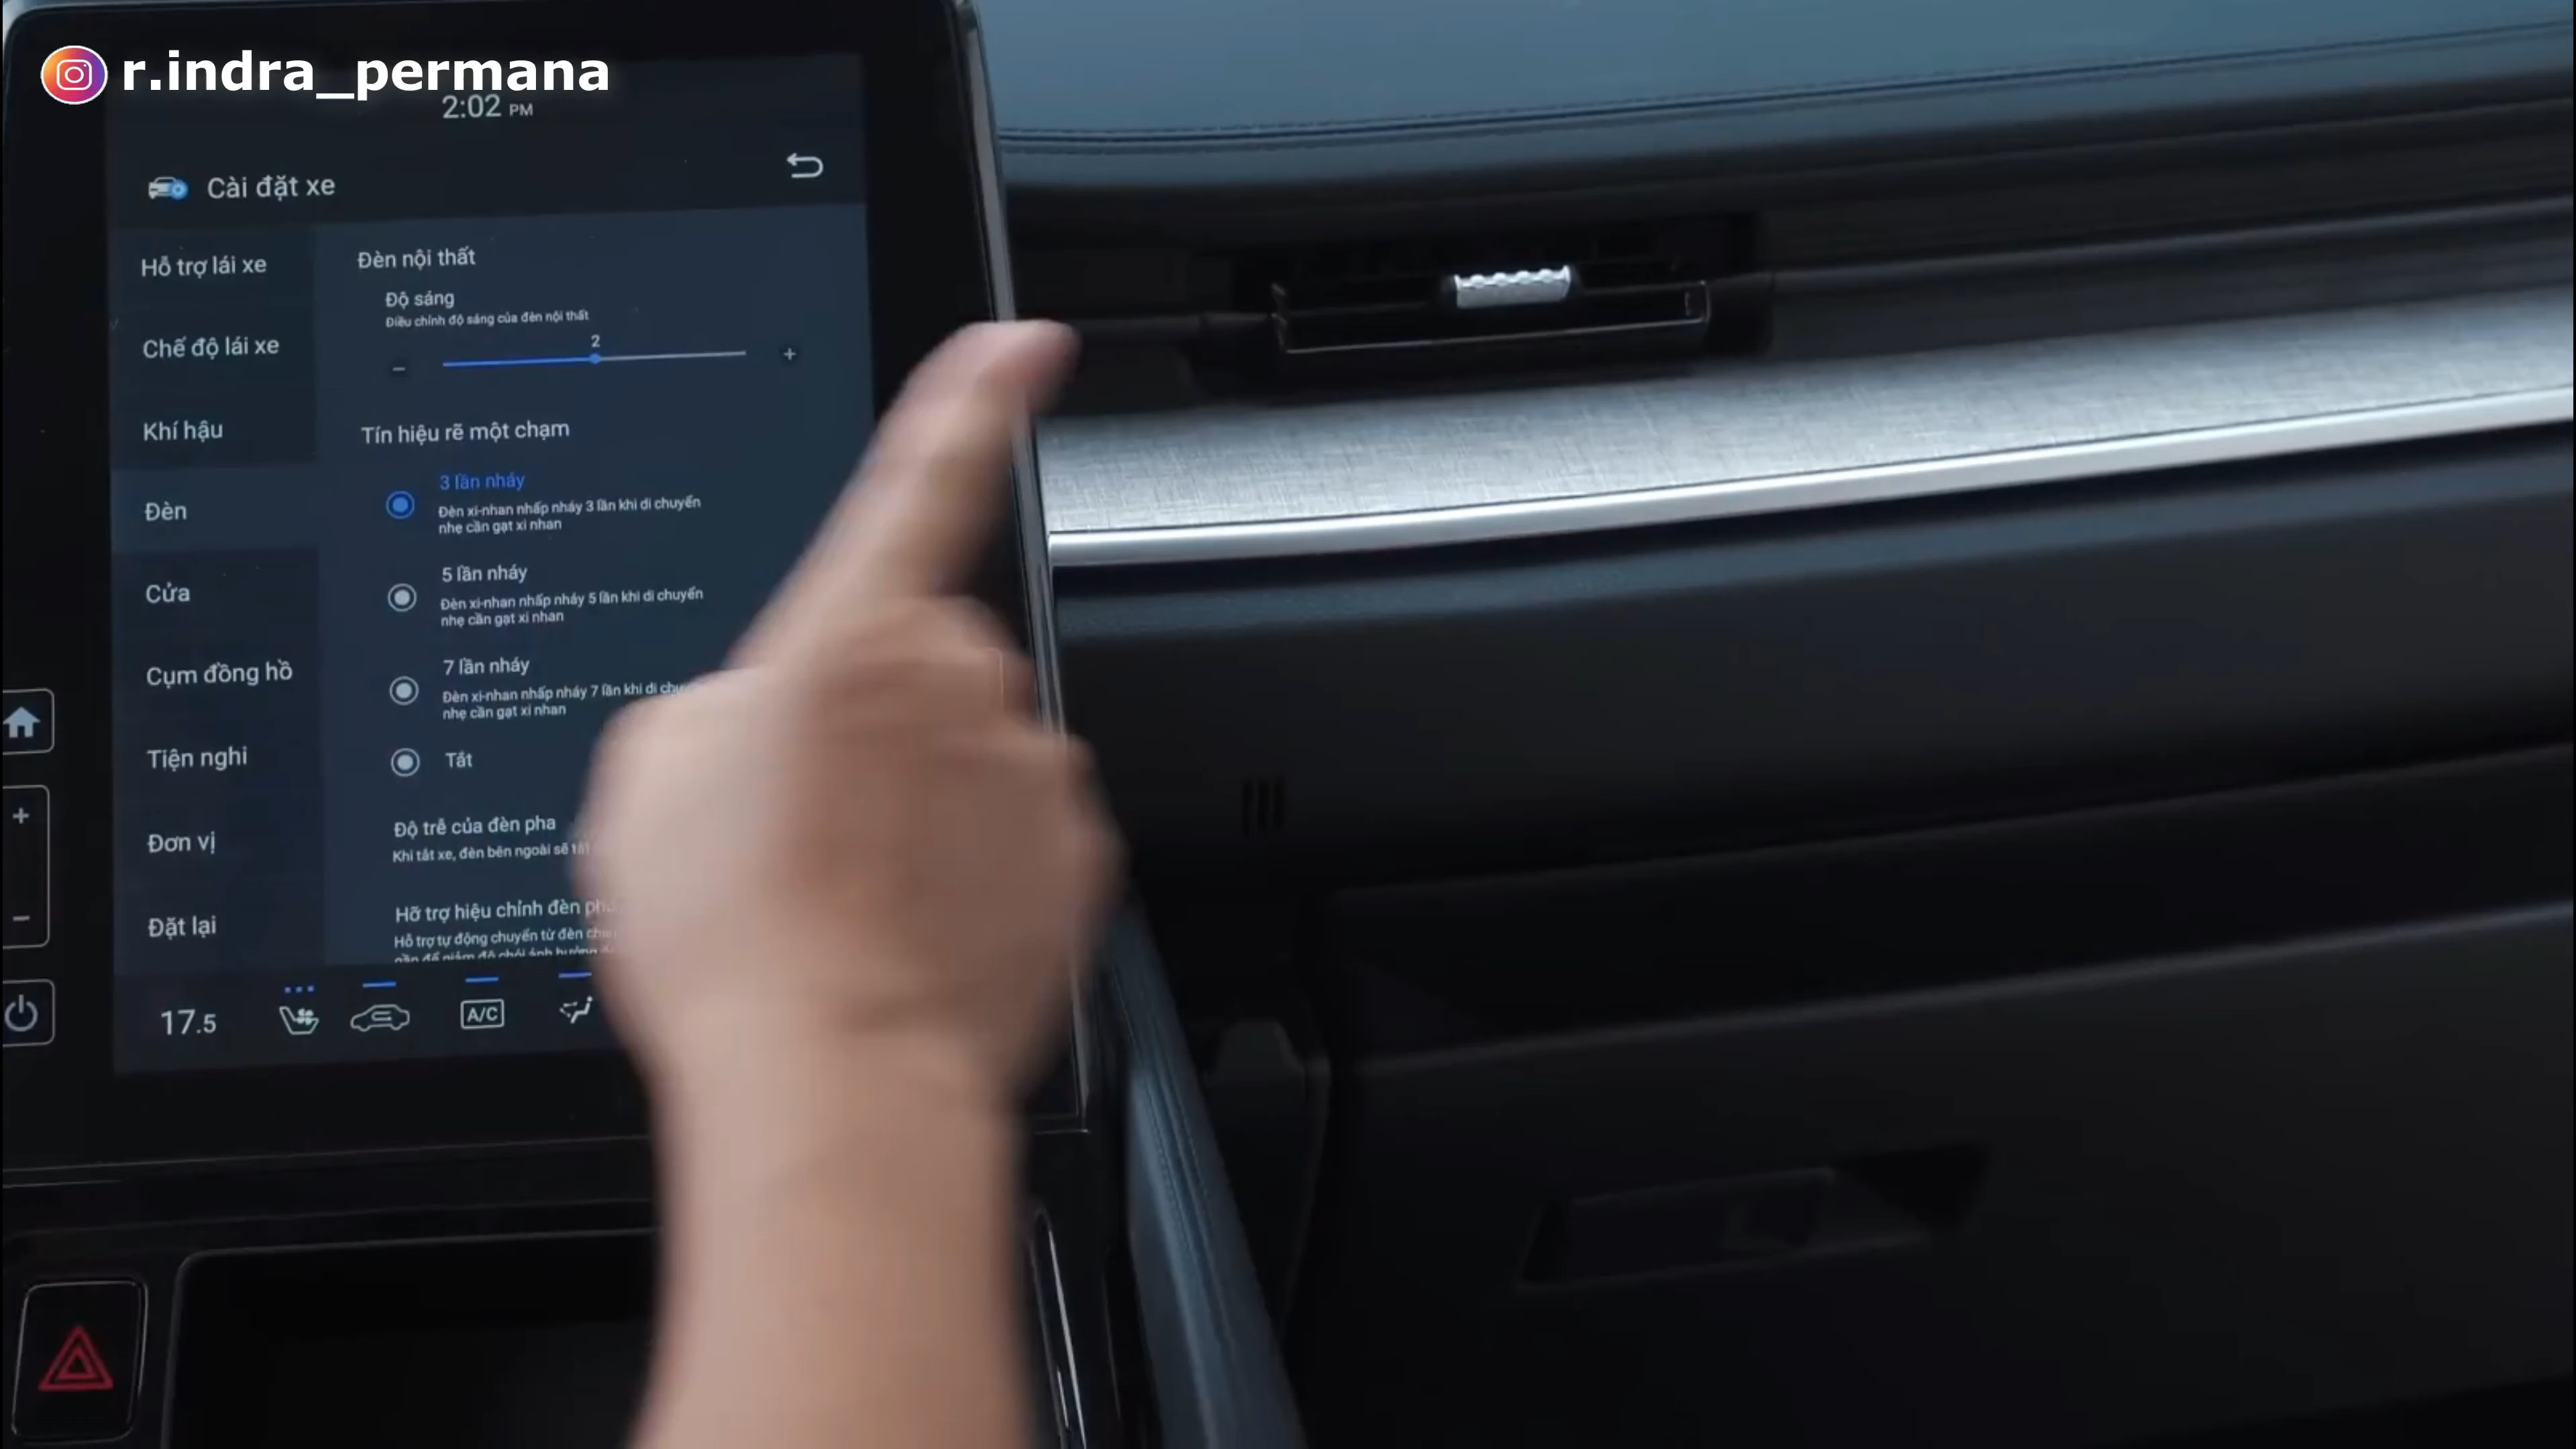 r.indra_permana
2:02 PM
Cài đặt xe
Hỗ trợ lái xe
Chế độ lái xe
Khí hậu
Đèn
Cửa
Cụm đồng hồ
Tiện nghi
Đơn vị
Đặt lại
Đèn nội thất
Độ sáng
Điều chỉnh độ sáng của đèn nội thất
2
Tín hiệu rẽ một chạm
3 lần nháy
Đèn xi-nhan nhấp nháy 3 lần khi di chuyển
nhẹ cần gạt xi nhan
5 lần nháy
Đèn xi-nhan nhấp nháy 5 lần khi di chuyển
nhẹ cần gạt xi nhan
7 lần nháy
Đèn xi-nhan nhấp nháy 7 lần khi di
nhẹ cần gạt xi nhan
Tắt
Độ trễ của đèn pha
Khi tắt xe, đèn bên ngoài sẽ
Hỗ trợ hiệu chỉnh đèn
Hỗ trợ tự động chuyển từ đèn
17.5
A/C